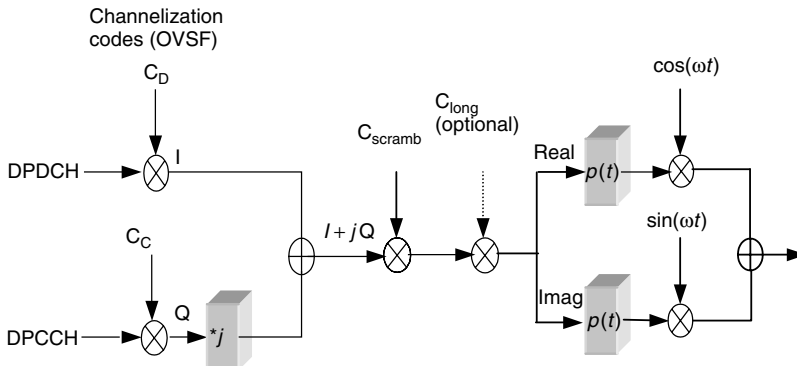 Channelization
codes (OVSF)
C_D
cos(ωt)
C_long
(optional)
C_scramb
Real
DPDCH
I
p(t)
C_C
I + jQ
sin(ωt)
Q
Imag
DPCCH
*j
p(t)